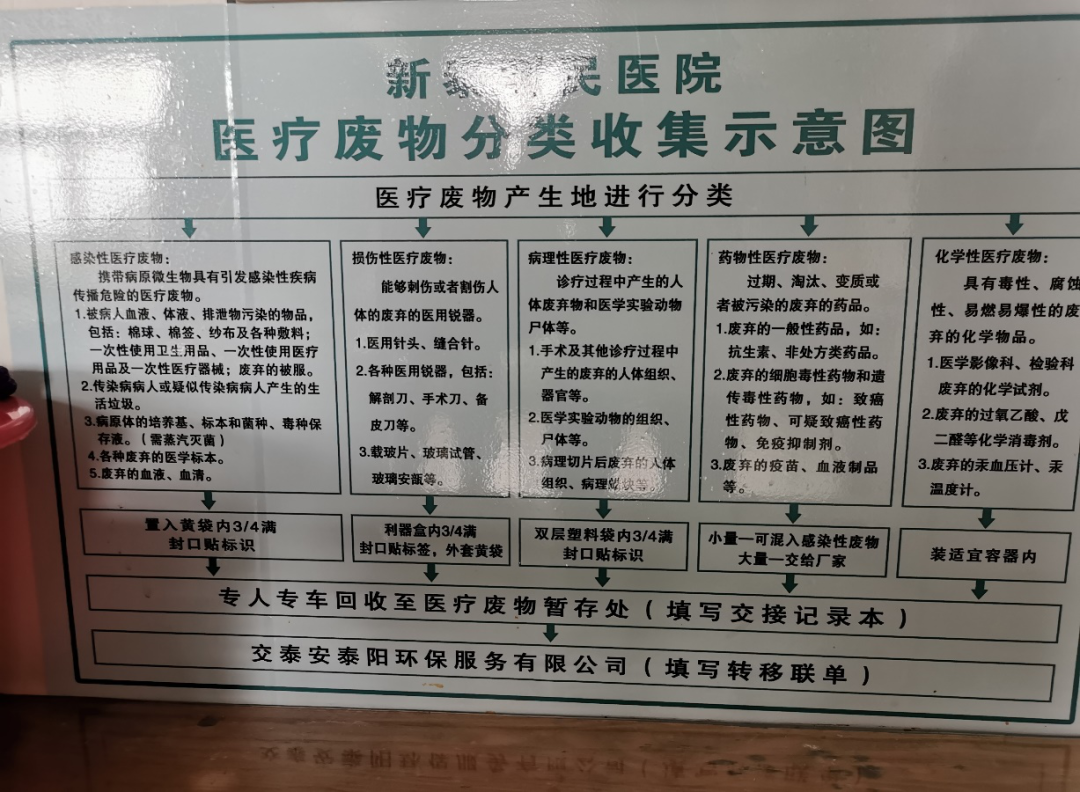 新 民医院
医疗废物分类收集示意图
医疗废物产生地进行分类
感染性医疗废物：
携带病原微生物具有引发感染性疾病
传播危险的医疗废物。
1.被病人血液、体液、排泄物污染的物品，
包括：棉球、棉签、纱布及各种敷料；
一次性使用卫生用品、一次性使用医疗
用品及一次性医疗器械；废弃的被服。
2.传染病病人或疑似传染病病人产生的生
活垃圾。
3.病原体的培养基、标本和菌种、毒种保
存液。（需蒸汽灭菌）
4.各种废弃的医学标本。
5.废弃的血液、血清。
置入黄袋内3/4满
封口贴标识
损伤性医疗废物：
能够刺伤或者割伤人
体的废弃的医用锐器。
1.医用针头、缝合针。
2.各种医用锐器，包括：
解剖刀、手术刀、备
皮刀等。
3.载玻片、玻璃试管、
玻璃安瓿等。
利器盒内3/4满
封口贴标签，外套黄袋
病理性医疗废物：
诊疗过程中产生的人
体废弃物和医学实验动物
尸体等。
1.手术及其他诊疗过程中
产生的废弃的人体组织、
器官等。
2.医学实验动物的组织、
尸体等。
3.病理切片后废弃的人体
组织、病理蜡块等。
双层塑料袋内3/4满
封口贴标识
药物性医疗废物：
过期、淘汰、变质或
者被污染的废弃的药品。
1.废弃的一般性药品，如：
抗生素、非处方类药品。
2.废弃的细胞毒性药物和遗
传毒性药物，如：致癌
性药物、可疑致癌性药
物、免疫抑制剂。
3.废弃的疫苗、血液制品
等。
小量—可混入感染性废物
大量—交给厂家
化学性医疗废物：
具有毒性、腐蚀
性、易燃易爆性的废
弃的化学物品。
1.医学影像科、检验科
废弃的化学试剂。
2.废弃的过氧乙酸、戊
二醛等化学消毒剂。
3.废弃的汞血压计、汞
温度计。
装适宜容器内
专人专车回收至医疗废物暂存处（填写交接记录本）
交泰安泰阳环保服务有限公司（填写转移联单）